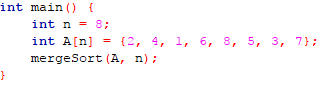 int main() {
    int n = 8;
    int A[n] = {2, 4, 1, 6, 8, 5, 3, 7};
    mergeSort(A, n);
}